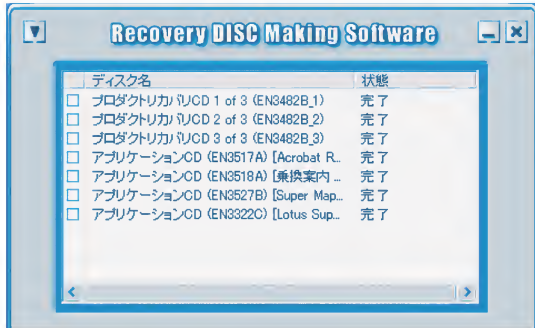 Recovery DISC Making Software
ディスク名 状態
プロダクトリカバリCD 1 of 3 (EN3482B_1) 完了
プロダクトリカバリCD 2 of 3 (EN3482B_2) 完了
プロダクトリカバリCD 3 of 3 (EN3482B_3) 完了
アプリケーションCD (EN3517A) [Acrobat R... 完了
アプリケーションCD (EN3518A) [乗換案内 ... 完了
アプリケーションCD (EN3527B) [Super Map... 完了
アプリケーションCD (EN3322C) [Lotus Sup... 完了